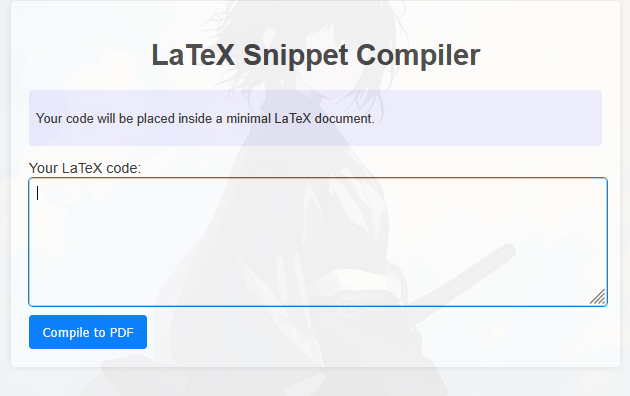 LaTeX Snippet Compiler
Your code will be placed inside a minimal LaTeX document.
Your LaTeX code:
Compile to PDF